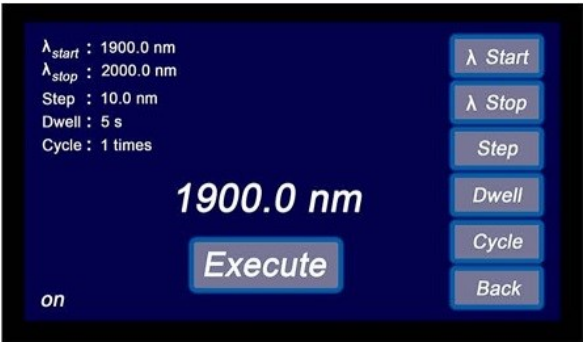 λstart : 1900.0 nm
λstop : 2000.0 nm
Step : 10.0 nm
Dwell : 5 s
Cycle : 1 times
1900.0 nm
Execute
on
λ Start
λ Stop
Step
Dwell
Cycle
Back